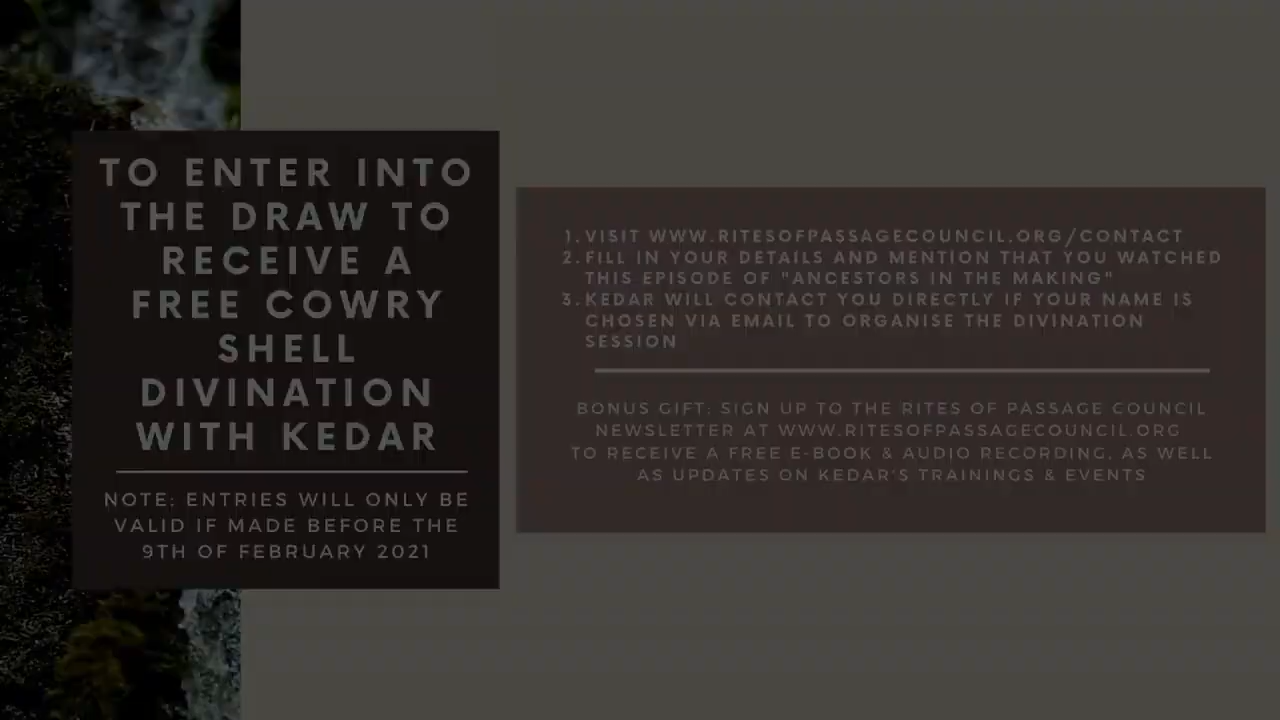 TO ENTER INTO
THE DRAW TO
RECEIVE A
FREE COWRY
SHELL
DIVINATION
WITH KEDAR
NOTE: ENTRIES WILL ONLY BE
VALID IF MADE BEFORE THE
9TH OF FEBRUARY 2021
1. VISIT WWW.RITESOFPASSAGECOUNCIL.ORG/CONTACT
2. FILL IN YOUR DETAILS AND MENTION THAT YOU WATCHED
THIS EPISODE OF "ANCESTORS IN THE MAKING"
3. KEDAR WILL CONTACT YOU DIRECTLY IF YOUR NAME IS
CHOSEN VIA EMAIL TO ORGANISE THE DIVINATION
SESSION
BONUS GIFT: SIGN UP TO THE RITES OF PASSAGE COUNCIL
NEWSLETTER AT WWW.RITESOFPASSAGECOUNCIL.ORG
TO RECEIVE A FREE E-BOOK & AUDIO RECORDING, AS WELL
AS UPDATES ON KEDAR'S TRAININGS & EVENTS